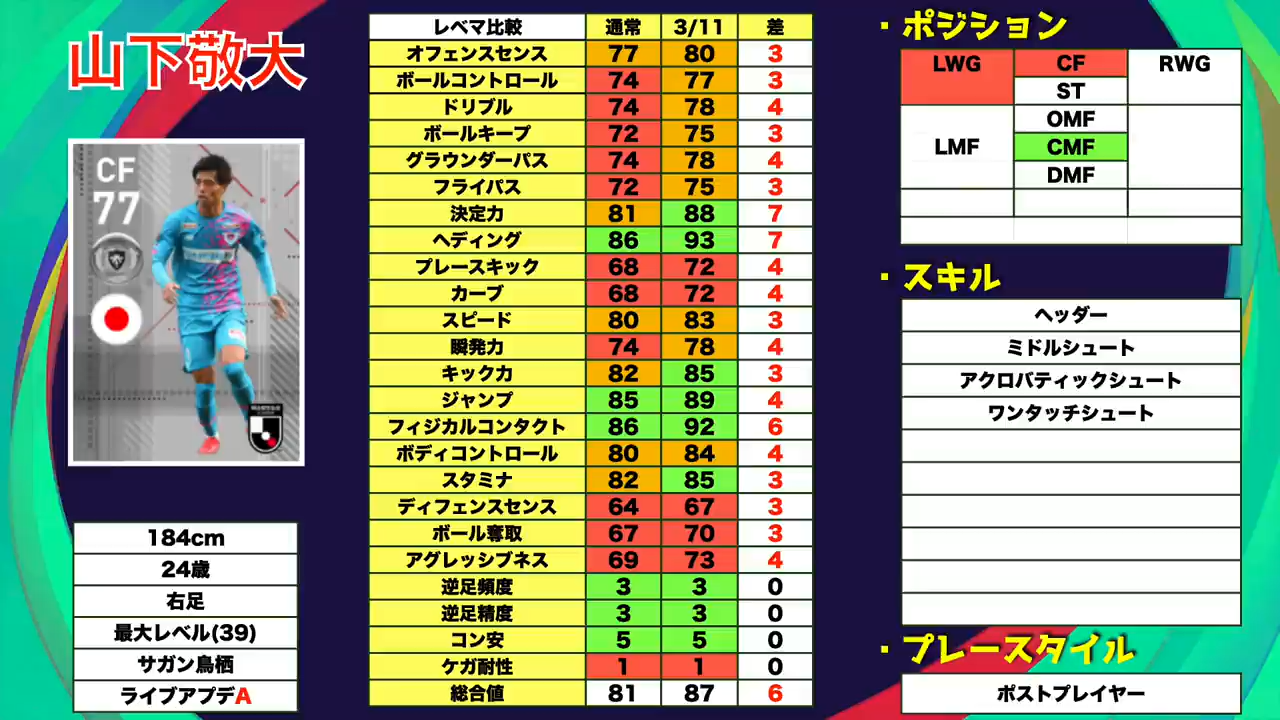 山下敬大
CF
77
184cm
24歳
右足
最大レベル(39)
サガン鳥栖
ライブアプデA
レベマ比較 通常 3/11 差
オフェンスセンス 77 80 3
ボールコントロール 74 77 3
ドリブル 74 78 4
ボールキープ 72 75 3
グラウンダーパス 74 78 4
フライパス 72 75 3
決定力 81 88 7
ヘディング 86 93 7
プレースキック 68 72 4
カーブ 68 72 4
スピード 80 83 3
瞬発力 74 78 4
キック力 82 85 3
ジャンプ 85 89 4
フィジカルコンタクト 86 92 6
ボディコントロール 80 84 4
スタミナ 82 85 3
ディフェンスセンス 64 67 3
ボール奪取 67 70 3
アグレッシブネス 69 73 4
逆足頻度 3 3 0
逆足精度 3 3 0
コン安 5 5 0
ケガ耐性 1 1 0
総合値 81 87 6
・ポジション
LWG CF RWG
ST
OMF
LMF CMF
DMF
・スキル
ヘッダー
ミドルシュート
アクロバティックシュート
ワンタッチシュート
・プレースタイル
ポストプレイヤー